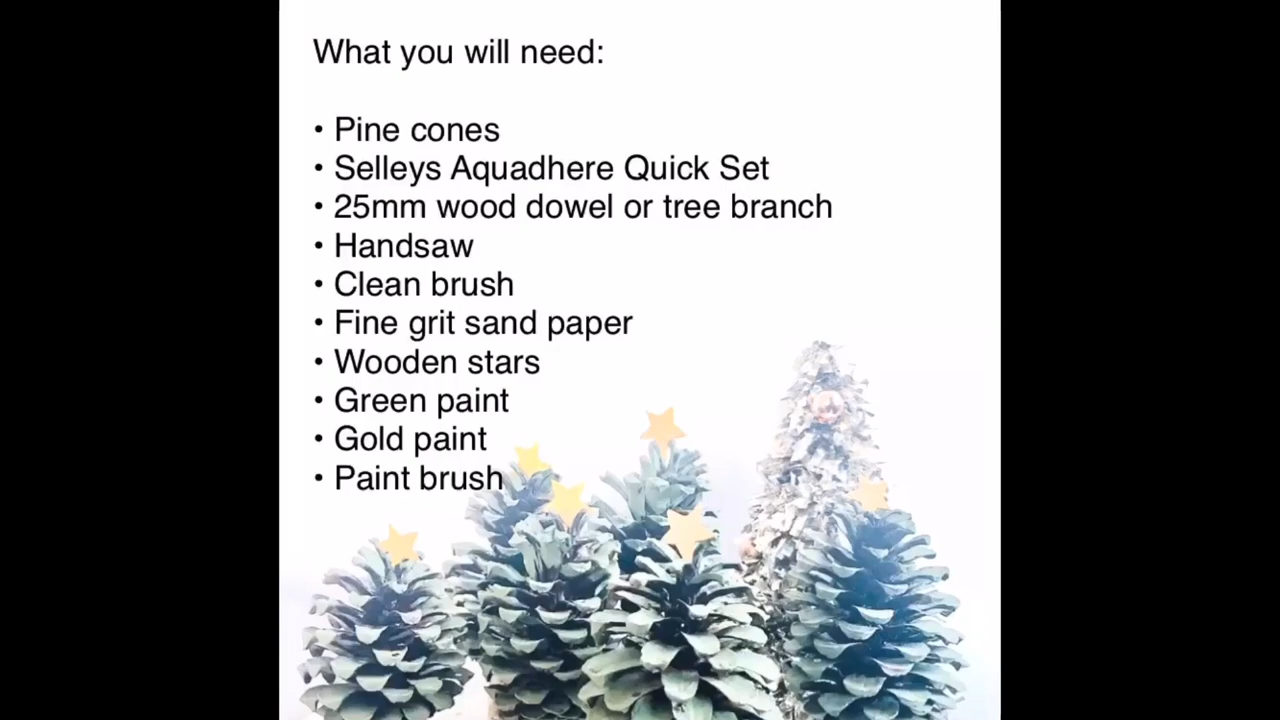 What you will need:
• Pine cones
• Selleys Aquadhere Quick Set
• 25mm wood dowel or tree branch
• Handsaw
• Clean brush
• Fine grit sand paper
• Wooden stars
• Green paint
• Gold paint
• Paint brush